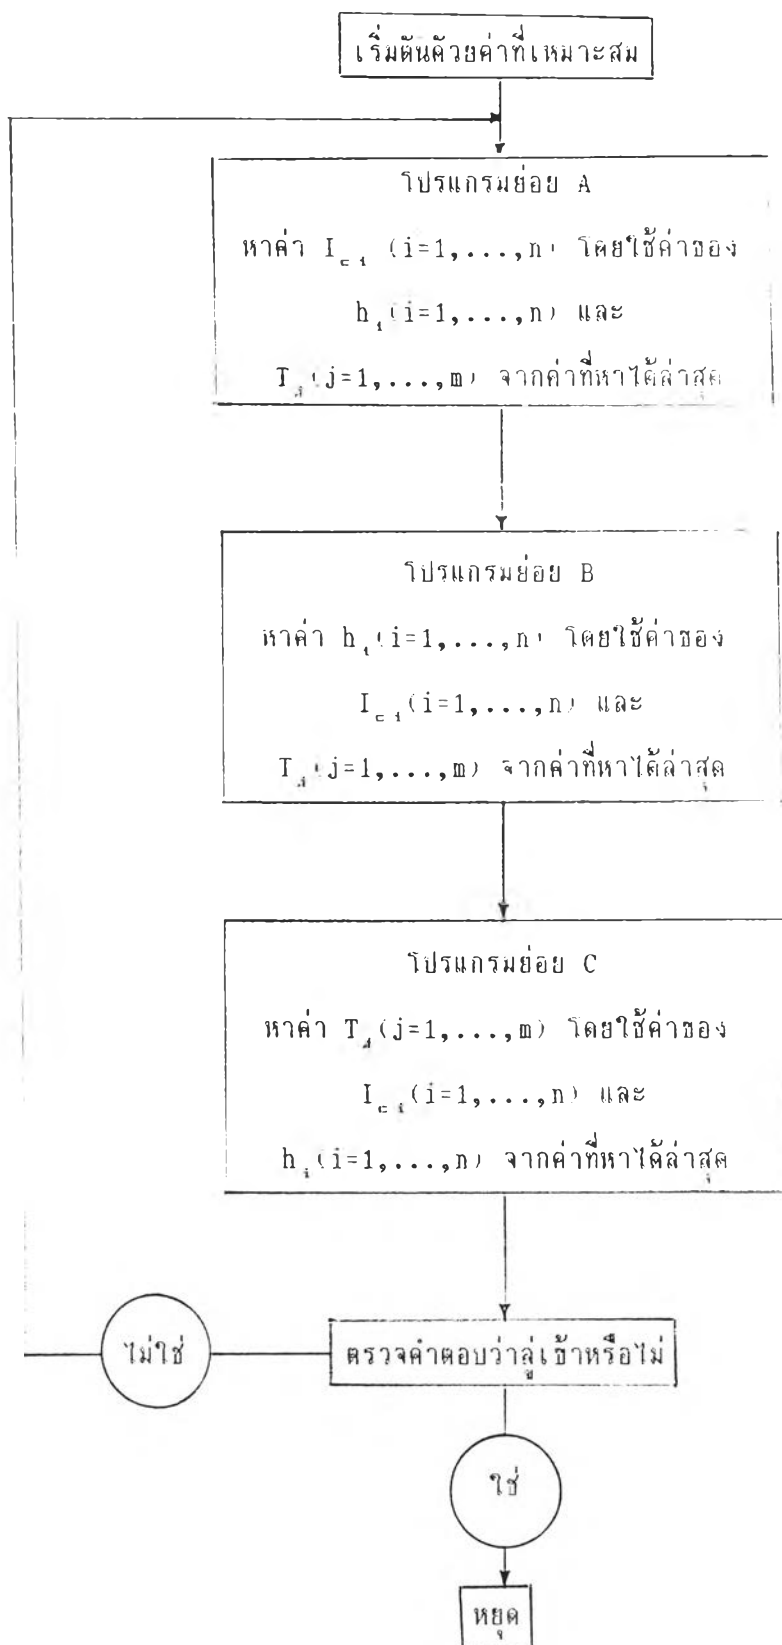 เริ่มต้นด้วยค่าที่เหมาะสม
โปรแกรมย่อย A
หาค่า I_ci (i=1,...,n) โดยใช้ค่าของ
h_i(i=1,...,n) และ
T_j(j=1,...,m) จากค่าที่หาได้ล่าสุด
โปรแกรมย่อย B
หาค่า h_i(i=1,...,n) โดยใช้ค่าของ
I_ci(i=1,...,n) และ
T_j(j=1,...,m) จากค่าที่หาได้ล่าสุด
โปรแกรมย่อย C
หาค่า T_j(j=1,...,m) โดยใช้ค่าของ
I_ci(i=1,...,n) และ
h_i(i=1,...,n) จากค่าที่หาได้ล่าสุด
ไม่ใช่
ตรวจคำตอบว่าลู่เข้าหรือไม่
ใช่
หยุด